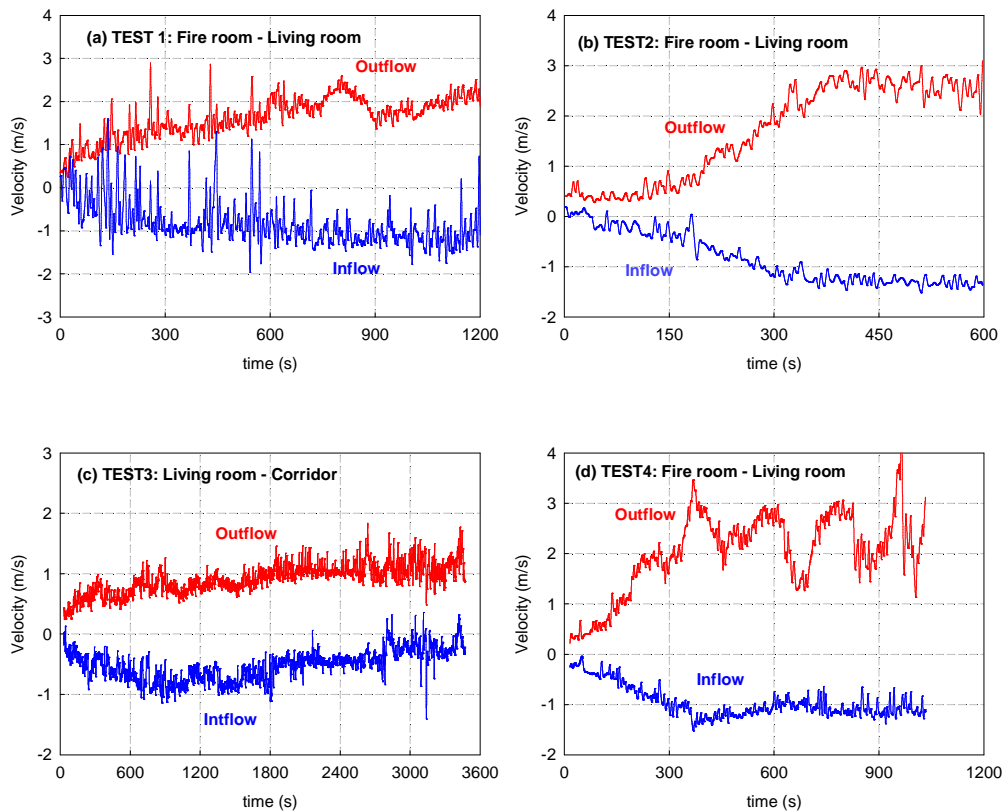 (a) TEST 1: Fire room - Living room
Outflow
Inflow
Velocity (m/s)
4
3
2
1
0
-1
-2
-3
0 300 600 900 1200
time (s)
(b) TEST2: Fire room - Living room
Outflow
Inflow
Velocity (m/s)
4
3
2
1
0
-1
-2
0 150 300 450 600
time (s)
(c) TEST3: Living room - Corridor
Outflow
Intflow
Velocity (m/s)
3
2
1
0
-1
-2
0 600 1200 1800 2400 3000 3600
time (s)
(d) TEST4: Fire room - Living room
Outflow
Inflow
Velocity (m/s)
4
3
2
1
0
-1
-2
0 300 600 900 1200
time (s)